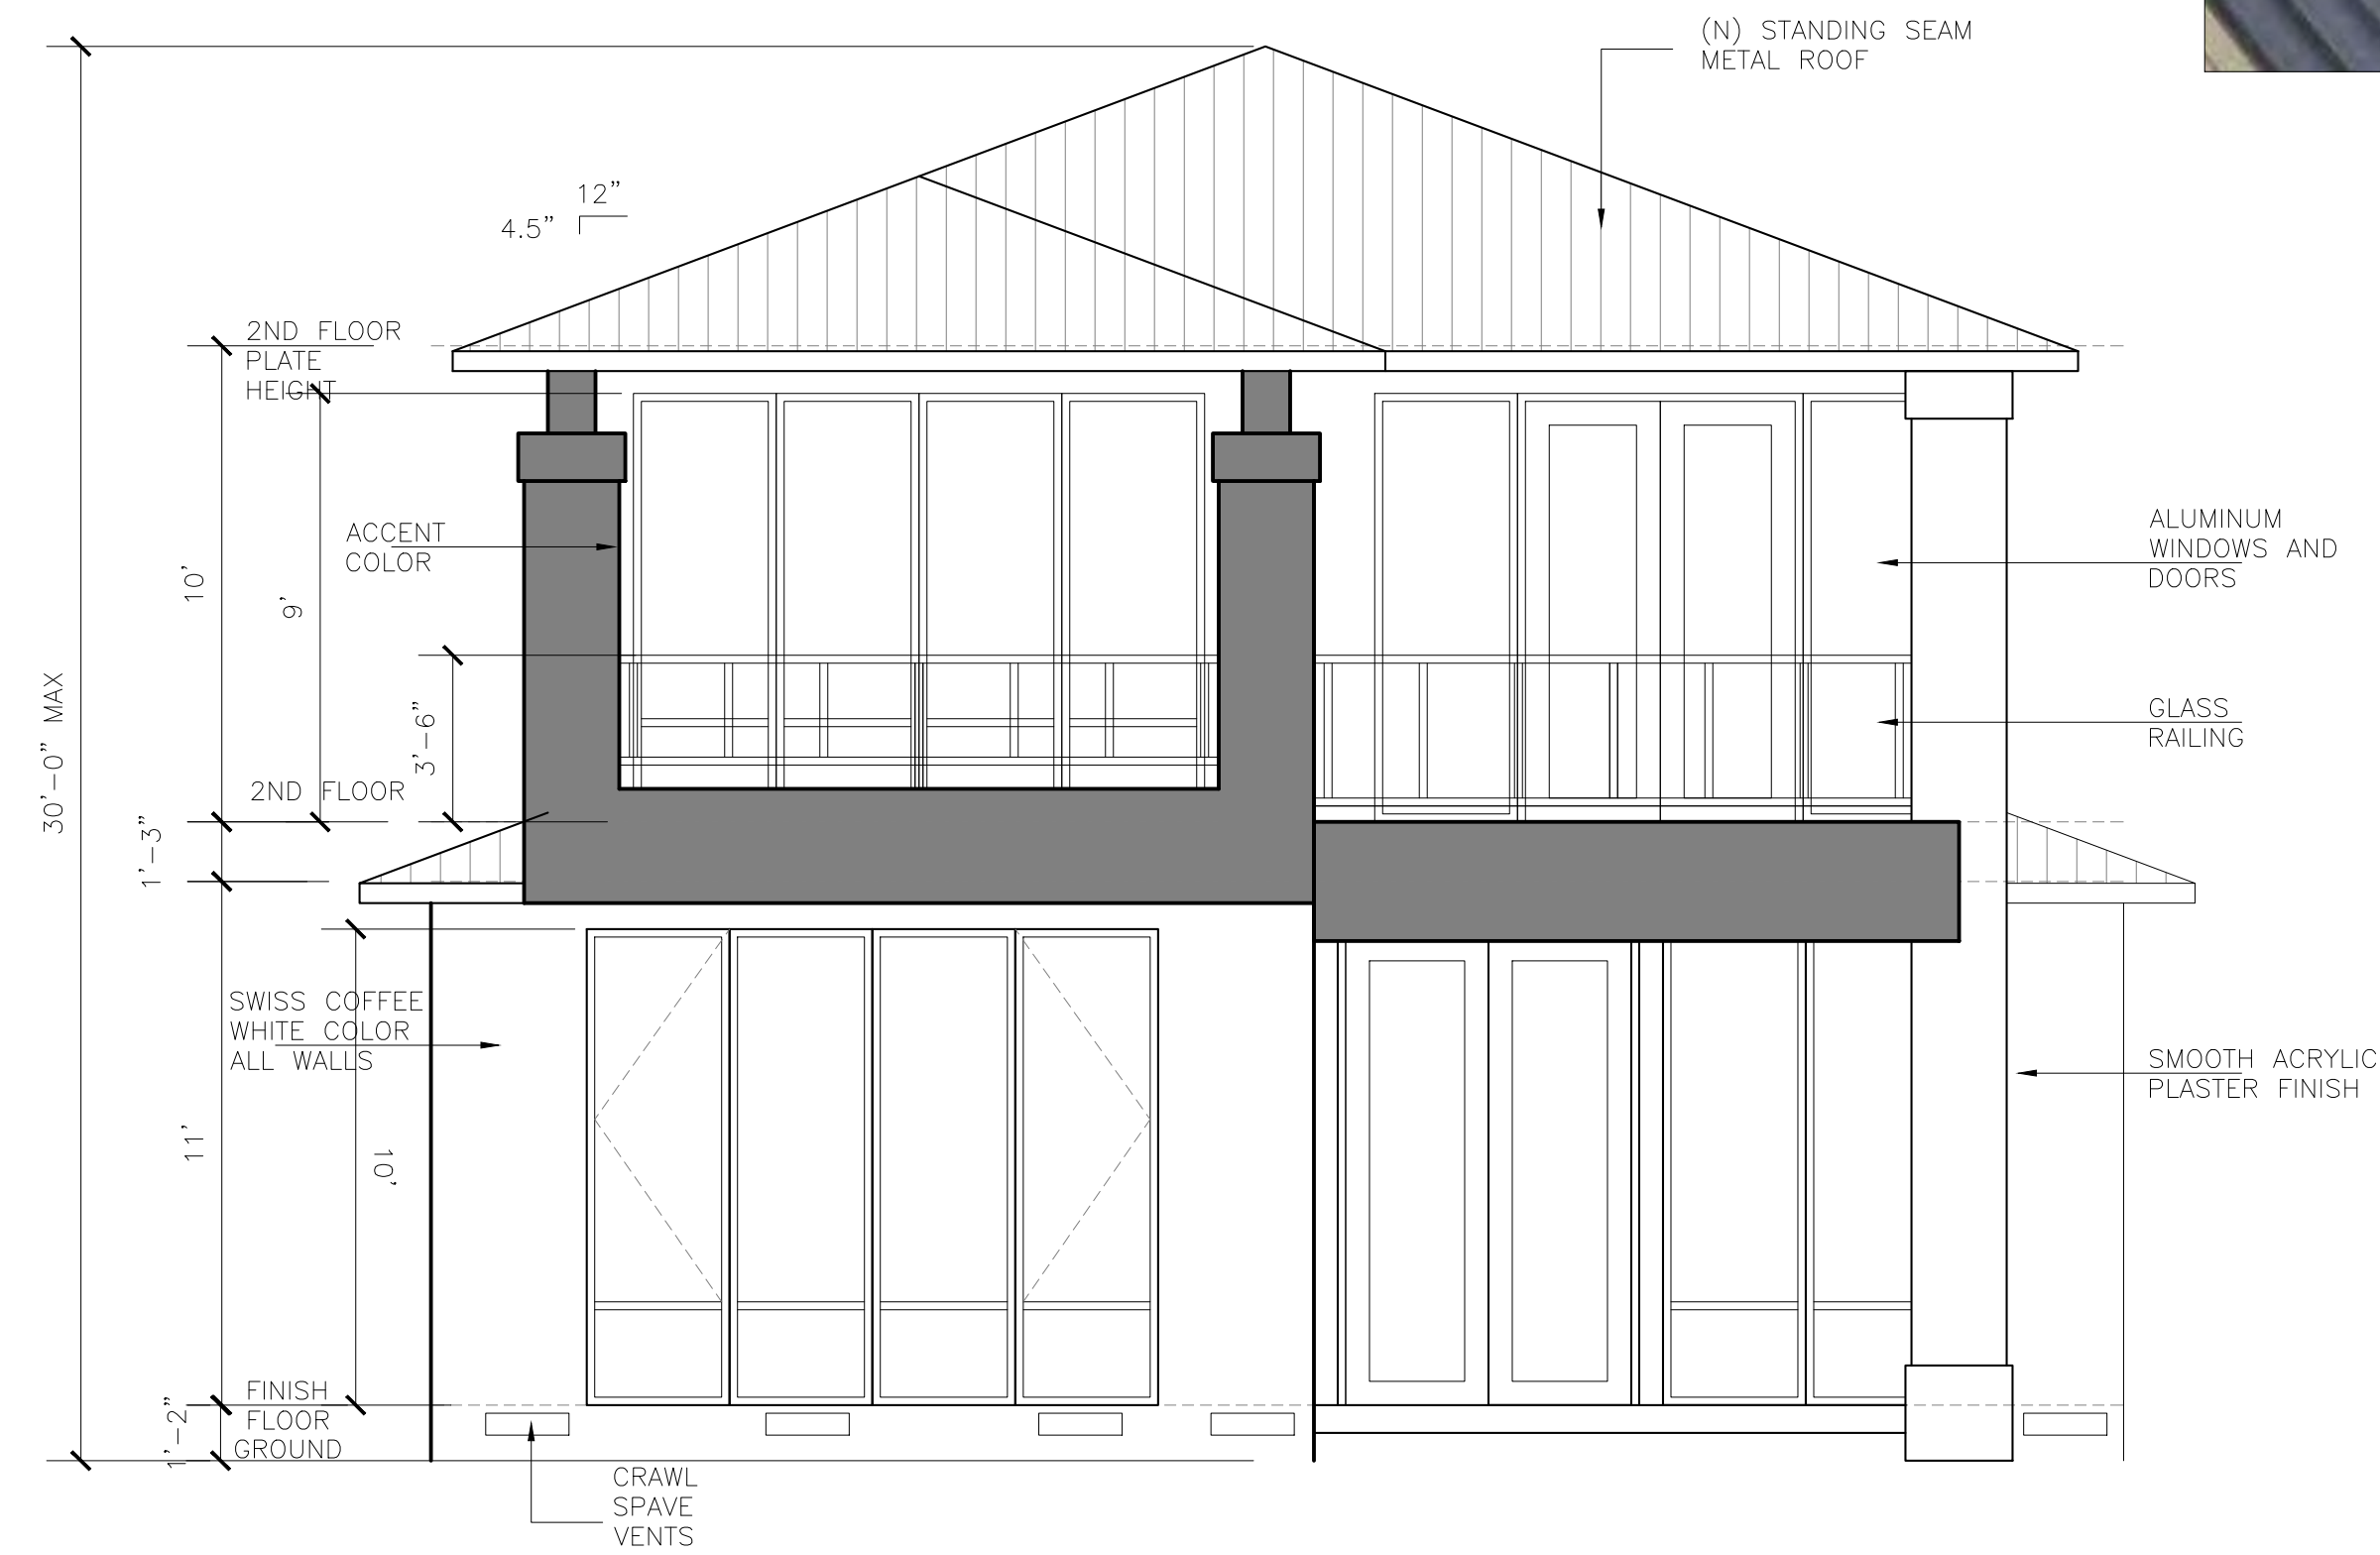 (N) STANDING SEAM
METAL ROOF
12"
4.5"
2ND FLOOR
PLATE
HEIGHT
ACCENT
COLOR
ALUMINUM
WINDOWS AND
DOORS
10'
9'
30'-0" MAX
3'-6"
GLASS
RAILING
2ND FLOOR
1'-3"
SWISS COFFEE
WHITE COLOR
ALL WALLS
SMOOTH ACRYLIC
PLASTER FINISH
11'
10'
FINISH
FLOOR
GROUND
1'-2"
CRAWL
SPAVE
VENTS